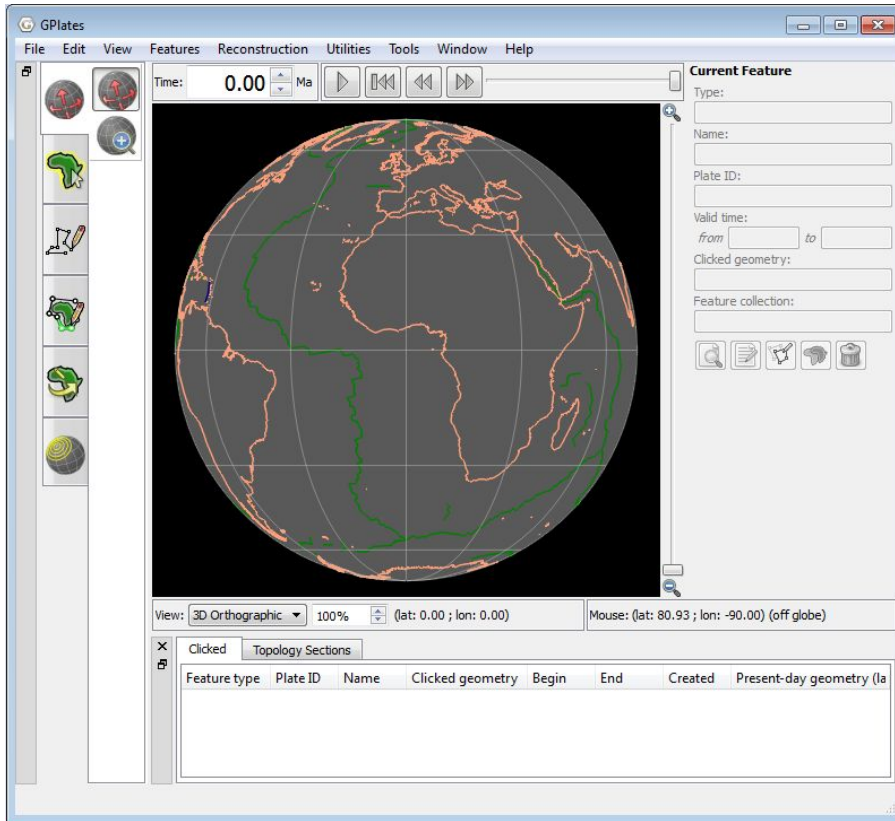 GPlates
File Edit View Features Reconstruction Utilities Tools Window Help
Time: 0.00 Ma
Current Feature
Type:
Name:
Plate ID:
Valid time:
from to
Clicked geometry:
Feature collection:
View: 3D Orthographic 100% (lat: 0.00 ; lon: 0.00) Mouse: (lat: 80.93 ; lon: -90.00) (off globe)
Clicked Topology Sections
Feature type Plate ID Name Clicked geometry Begin End Created Present-day geometry (la